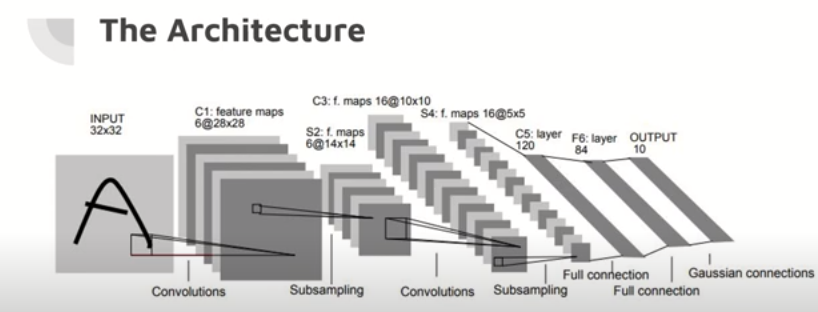 The Architecture
INPUT
32x32
C1: feature maps
6@28x28
S2: f. maps
6@14x14
C3: f. maps 16@10x10
S4: f. maps 16@5x5
C5: layer
120
F6: layer
84
OUTPUT
10
A
Convolutions
Subsampling
Convolutions
Subsampling
Full connection
Full connection
Gaussian connections